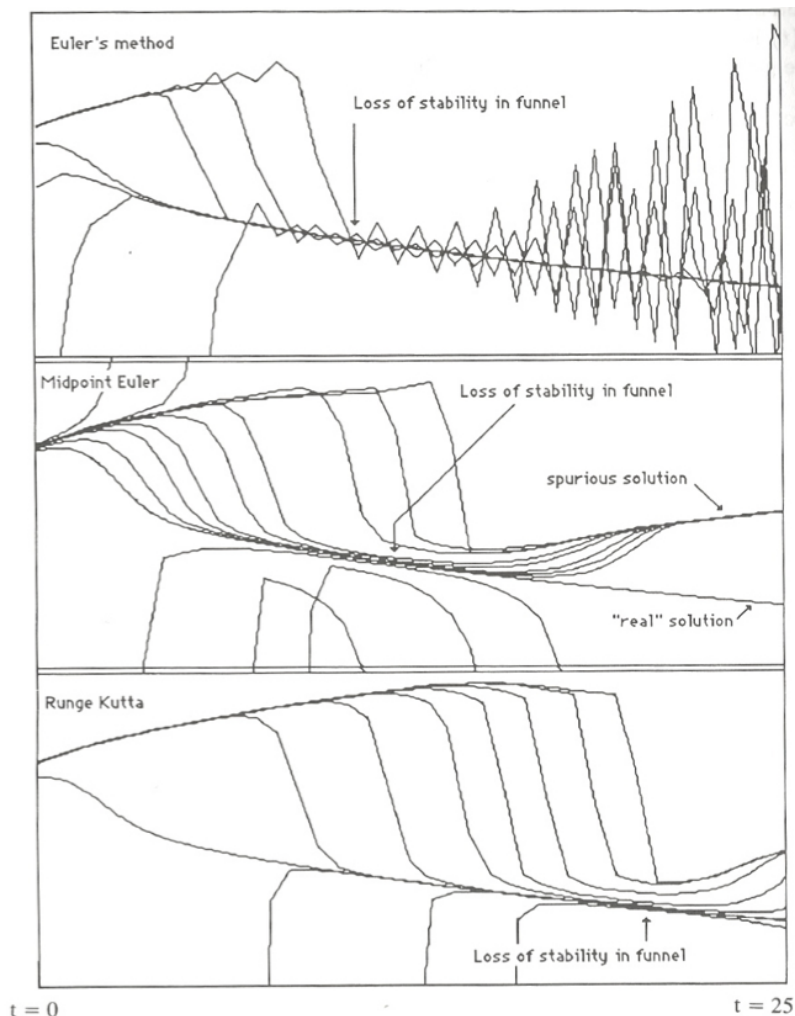 Euler's method
Loss of stability in funnel
Midpoint Euler
Loss of stability in funnel
spurious solution
"real" solution
Runge Kutta
Loss of stability in funnel
t = 0
t = 25